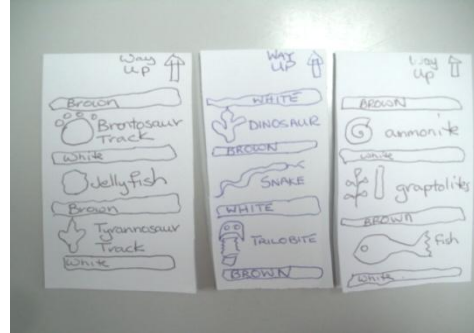 Way
Up
Brown
Brontosaur
Track
White
Jellyfish
Brown
Tyrannosaur
Track
White
WAY
UP
WHITE
DINOSAUR
BROWN
SNAKE
WHITE
TAILOBITE
BROWN
Way
Up
BROWN
ammonite
White
graptolites
BROWN
fish
White